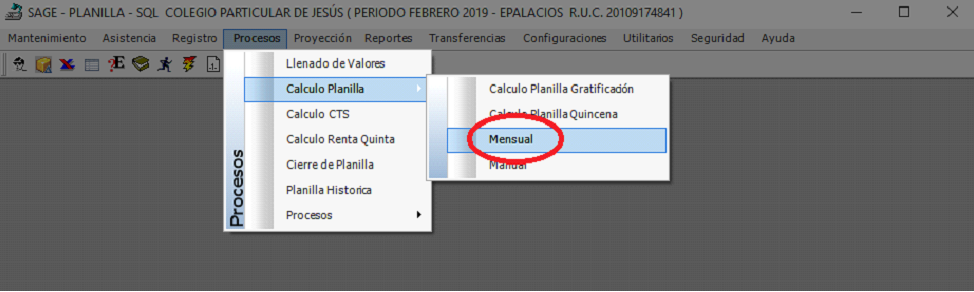 SAGE - PLANILLA - SQL COLEGIO PARTICULAR DE JESÚS ( PERIODO FEBRERO 2019 - EPALACIOS R.U.C. 20109174841 )
Mantenimiento Asistencia Registro Procesos Proyección Reportes Transferencias Configuraciones Utilitarios Seguridad Ayuda
Llenado de Valores
Calculo Planilla
Calculo CTS
Calculo Renta Quinta
Cierre de Planilla
Planilla Historica
Procesos
Procesos
Calculo Planilla Gratificación
Calculo Planilla Quincena
Mensual
Manual